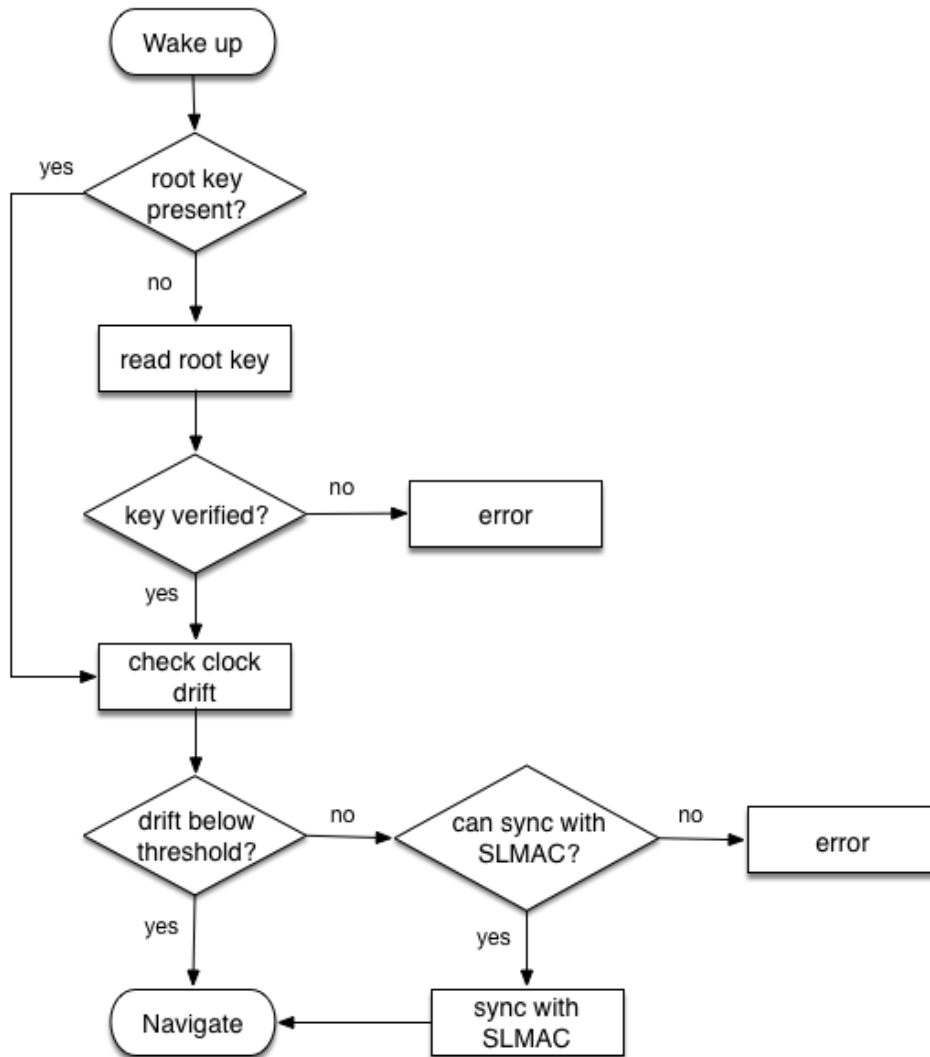 Wake up
yes
root key
present?
no
read root key
no
key verified?
error
yes
check clock
drift
no
no
drift below
threshold?
can sync with
SLMAC?
error
yes
yes
Navigate
sync with
SLMAC